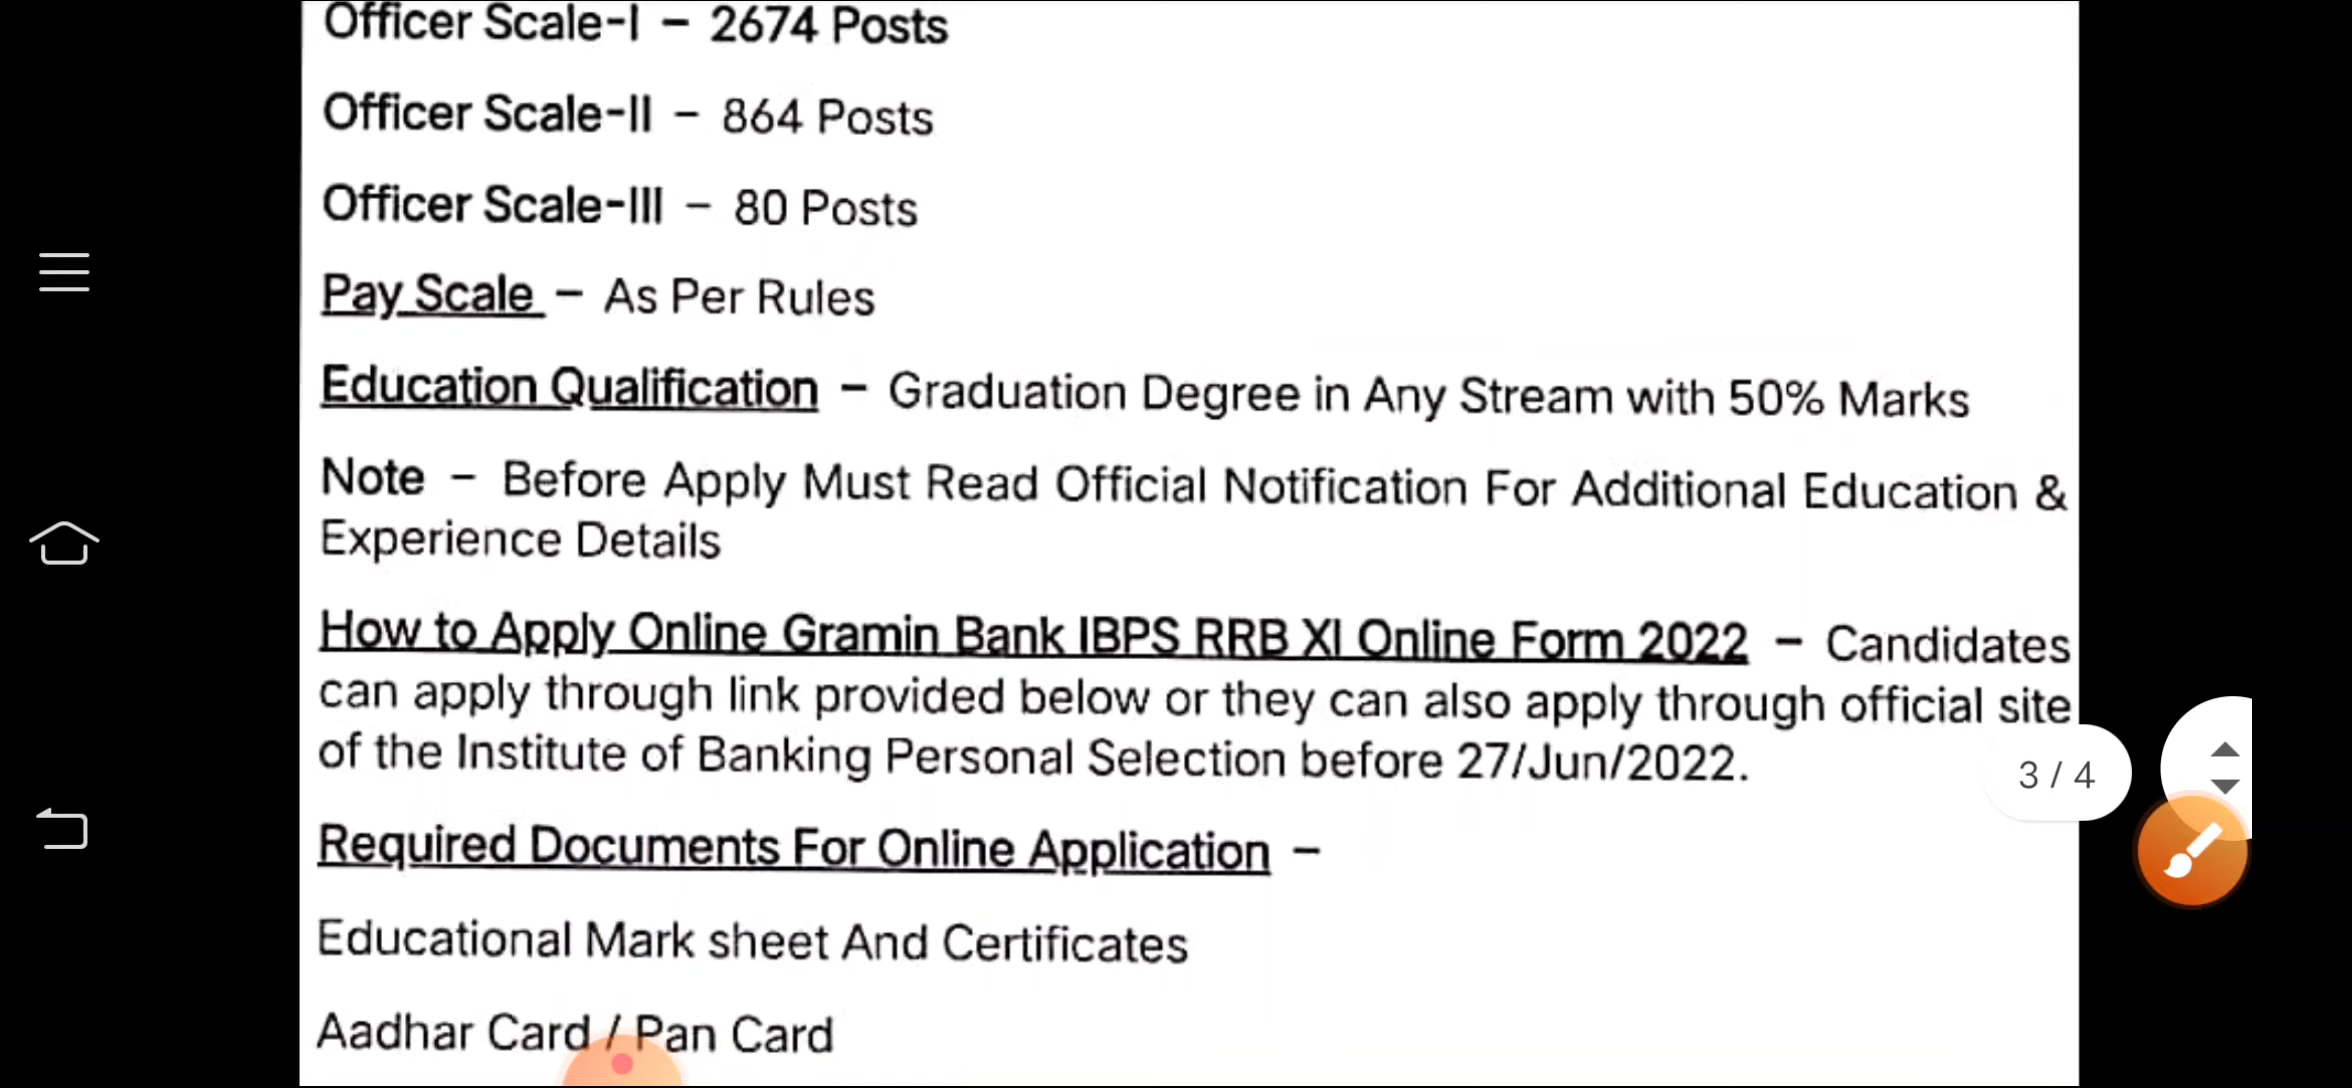 Officer Scale-I – 2674 Posts
Officer Scale-II – 864 Posts
Officer Scale-III – 80 Posts
Pay Scale – As Per Rules
Education Qualification – Graduation Degree in Any Stream with 50% Marks
Note – Before Apply Must Read Official Notification For Additional Education &
Experience Details
How to Apply Online Gramin Bank IBPS RRB XI Online Form 2022 – Candidates
can apply through link provided below or they can also apply through official site
of the Institute of Banking Personal Selection before 27/Jun/2022.
3 / 4
Required Documents For Online Application –
Educational Mark sheet And Certificates
Aadhar Card / Pan Card